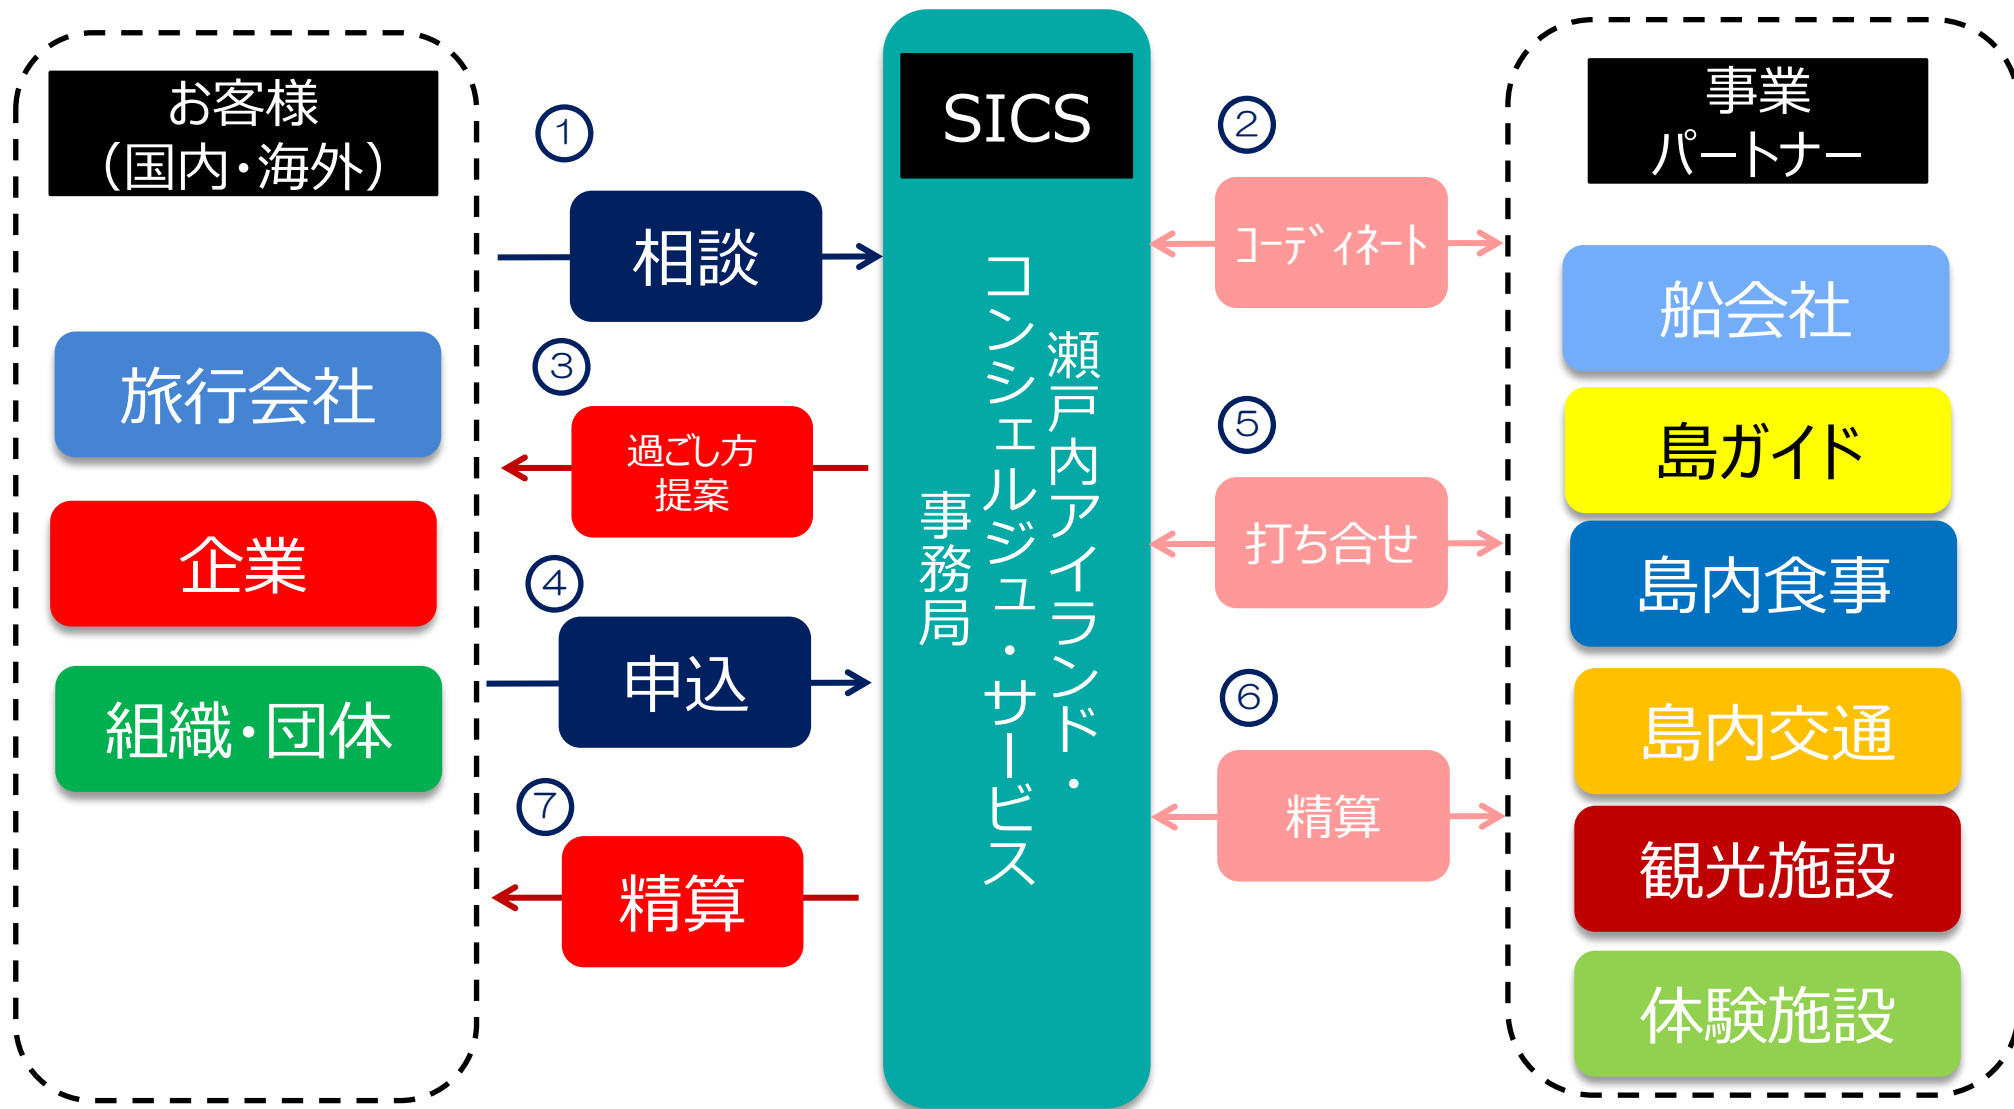 お客様
（国内・海外）
旅行会社
企業
組織・団体
①
相談
③
過ごし方
提案
④
申込
⑦
精算
SICS
瀬戸内アイランド・
コンシェルジュ・サービス
事務局
②
ｺｰﾃﾞｨﾈｰﾄ
⑤
打ち合せ
⑥
精算
事業
パートナー
船会社
島ガイド
島内食事
島内交通
観光施設
体験施設